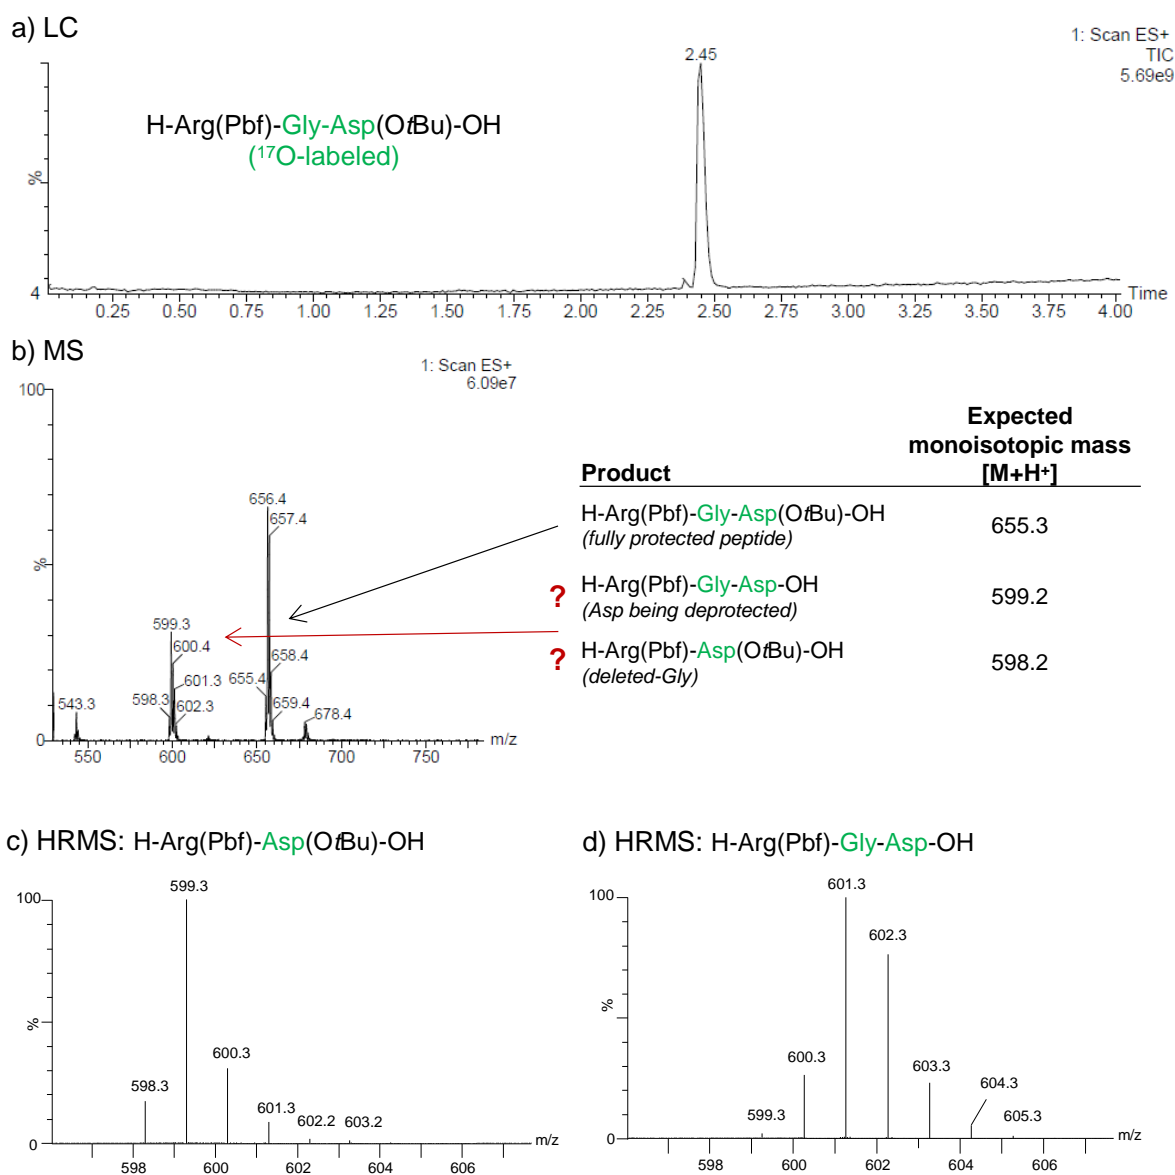 a) LC
1: Scan ES+
TIC
5.69e9
2.45
H-Arg(Pbf)-Gly-Asp(OtBu)-OH
(17O-labeled)
%
4
0.25 0.50 0.75 1.00 1.25 1.50 1.75 2.00 2.25 2.50 2.75 3.00 3.25 3.50 3.75 4.00
Time
b) MS
1: Scan ES+
6.09e7
100
%
0
656.4
657.4
599.3
600.4
658.4
601.3
655.4
598.3
602.3
659.4
543.3
678.4
550 600 650 700 750
m/z
Expected
monoisotopic mass
Product [M+H+]
H-Arg(Pbf)-Gly-Asp(OtBu)-OH 655.3
(fully protected peptide)
? H-Arg(Pbf)-Gly-Asp-OH 599.2
(Asp being deprotected)
? H-Arg(Pbf)-Asp(OtBu)-OH 598.2
(deleted-Gly)
c) HRMS: H-Arg(Pbf)-Asp(OtBu)-OH
100
%
0
599.3
598.3
600.3
601.3
602.2
603.2
m/z
598 600 602 604 606
d) HRMS: H-Arg(Pbf)-Gly-Asp-OH
100
%
0
601.3
602.3
600.3
603.3
599.3
604.3
605.3
m/z
598 600 602 604 606